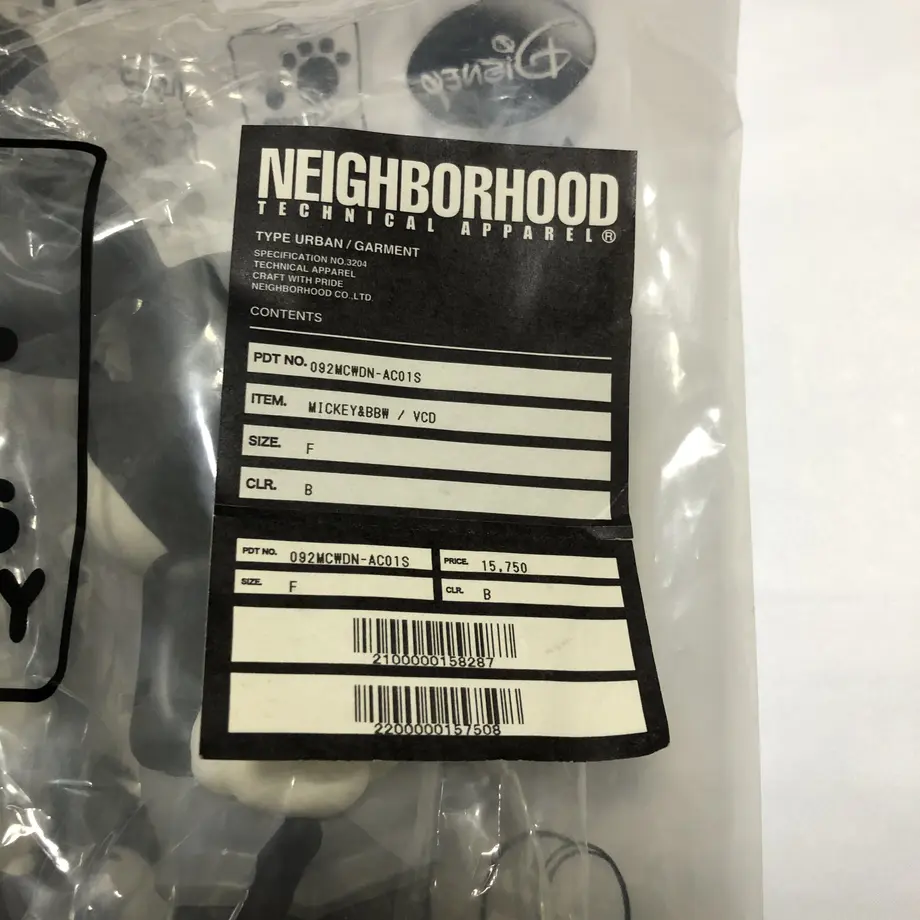 DISNEP
NEIGHBORHOOD
TECHNICAL APPAREL®
TYPE URBAN / GARMENT
SPECIFICATION NO.3204
TECHNICAL APPAREL
CRAFT WITH PRIDE
NEIGHBORHOOD CO.,LTD.
CONTENTS
PDT NO. 092MCWDN-AC01S
ITEM. MICKEY&BBW / VCD
SIZE. F
CLR. B
PDT NO. 092MCWDN-AC01S PRICE. 15,750
SIZE. F CLR. B
2100000158287
2200000157508
Y